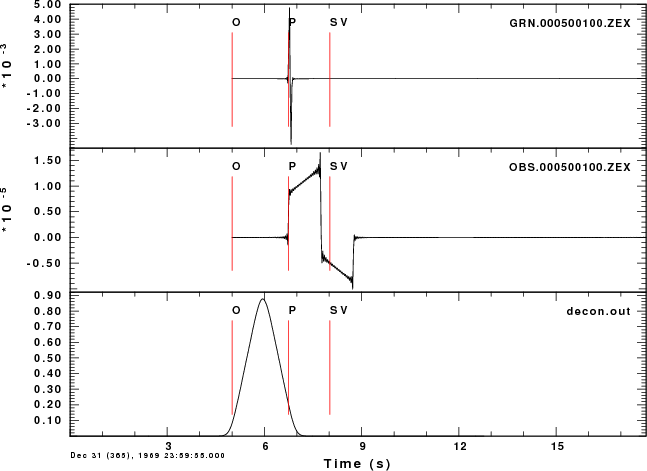 5.00
4.00
3.00
2.00
1.00
0.00
-1.00
-2.00
-3.00
*10 -3
O P SV
GRN.000500100.ZEX
1.50
1.00
0.50
0.00
-0.50
*10 -5
O P SV
OBS.000500100.ZEX
0.90
0.80
0.70
0.60
0.50
0.40
0.30
0.20
0.10
O P SV
decon.out
3 6 9 12 15
Dec 31 (365), 1969 23:59:55.000
Time (s)